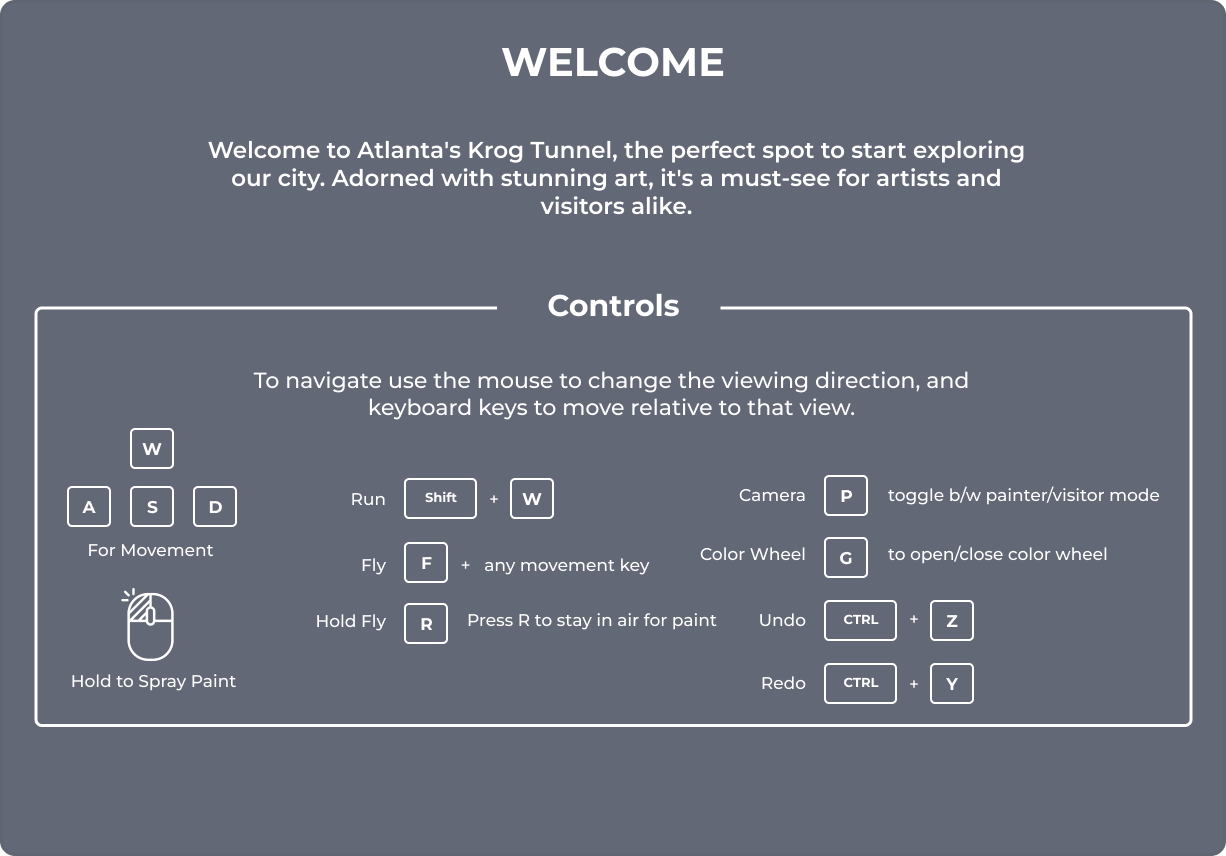 WELCOME
Welcome to Atlanta's Krog Tunnel, the perfect spot to start exploring
our city. Adorned with stunning art, it's a must-see for artists and
visitors alike.
Controls
To navigate use the mouse to change the viewing direction, and
keyboard keys to move relative to that view.
W
A S D
For Movement
Hold to Spray Paint
Run Shift + W
Fly F + any movement key
Hold Fly R Press R to stay in air for paint
Camera P toggle b/w painter/visitor mode
Color Wheel G to open/close color wheel
Undo CTRL + Z
Redo CTRL + Y